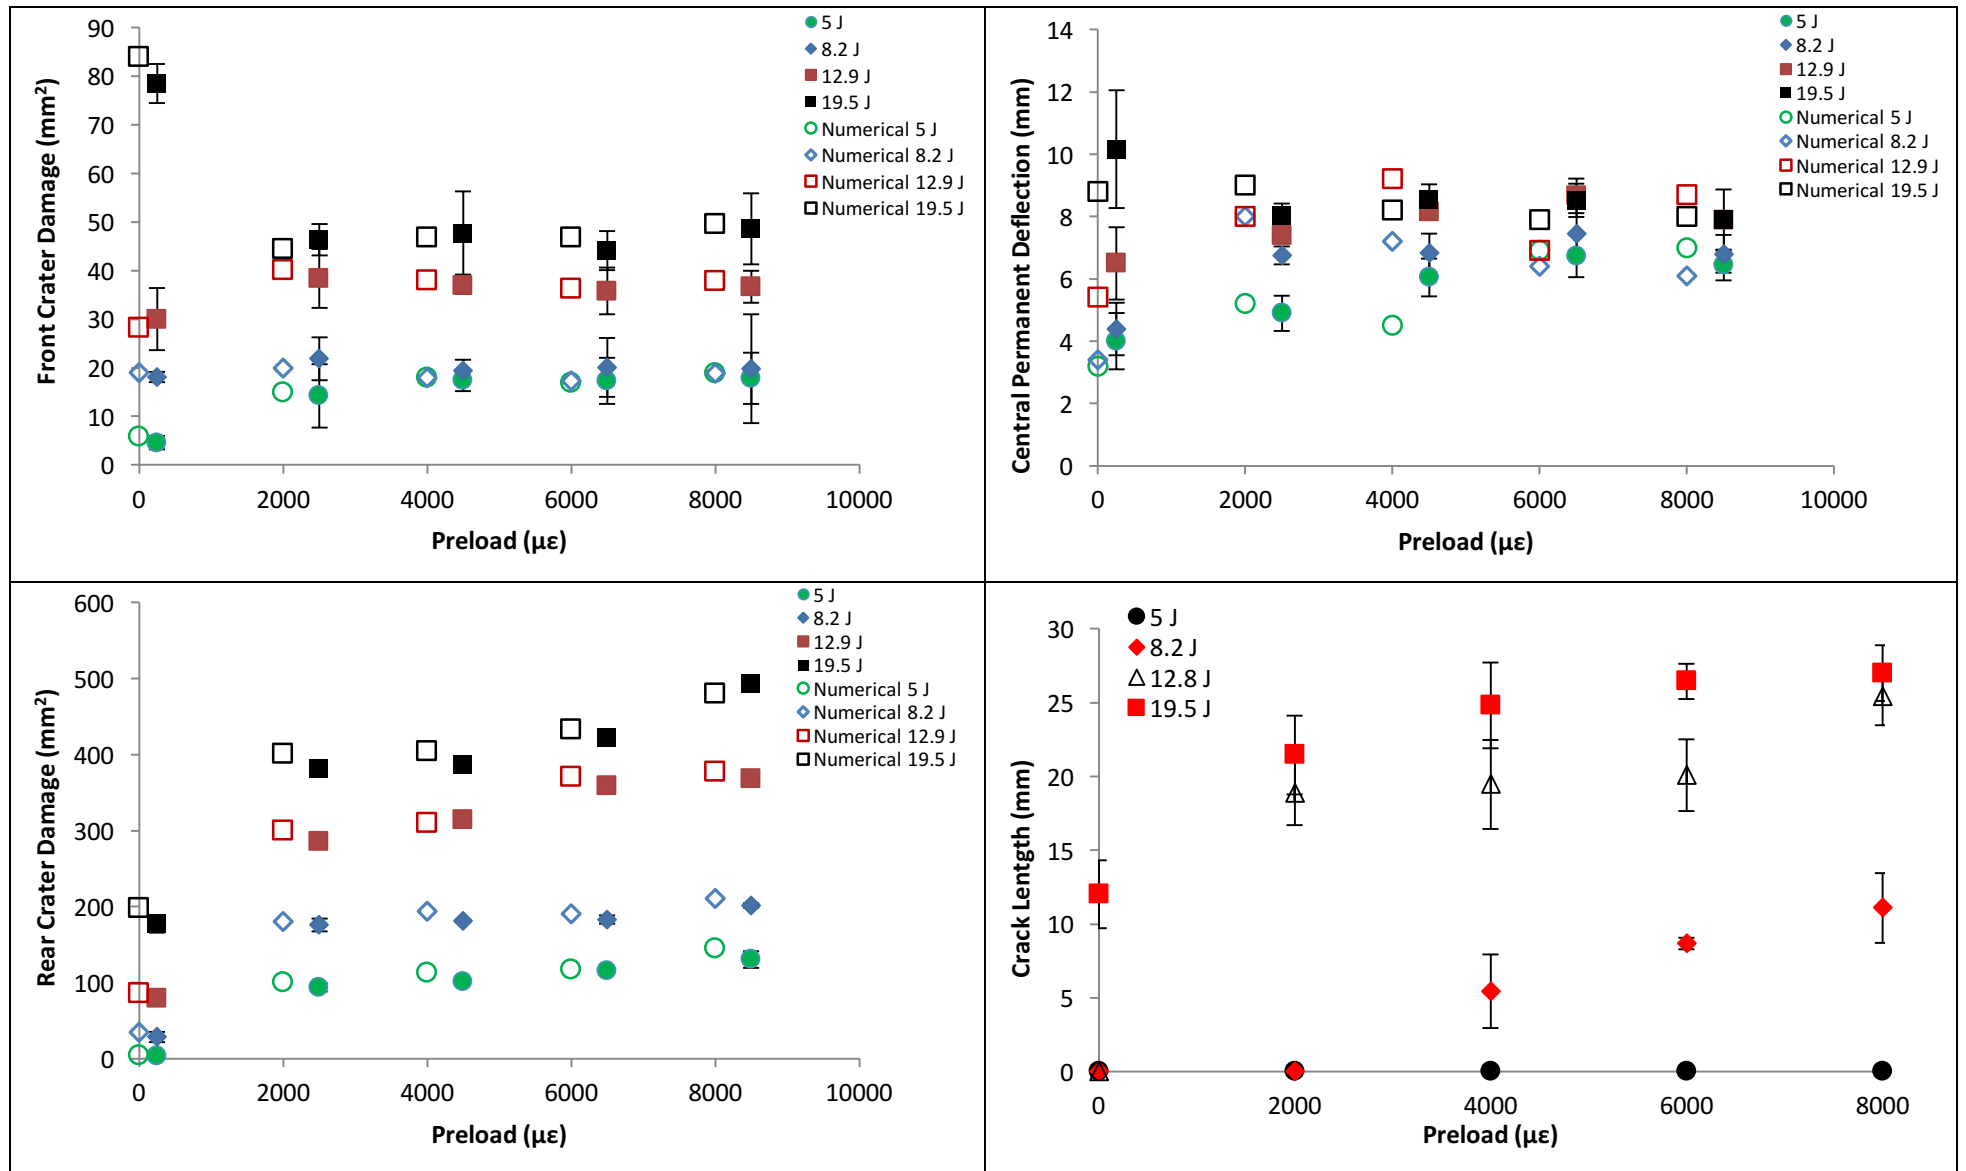 90
80
70
60
50
40
30
20
10
0
0 2000 4000 6000 8000 10000
Front Crater Damage (mm²)
Preload (µε)
5 J
8.2 J
12.9 J
19.5 J
Numerical 5 J
Numerical 8.2 J
Numerical 12.9 J
Numerical 19.5 J
14
12
10
8
6
4
2
0
0 2000 4000 6000 8000 10000
Central Permanent Deflection (mm)
Preload (µε)
5 J
8.2 J
12.9 J
19.5 J
Numerical 5 J
Numerical 8.2 J
Numerical 12.9 J
Numerical 19.5 J
600
500
400
300
200
100
0
0 2000 4000 6000 8000 10000
Rear Crater Damage (mm²)
Preload (µε)
5 J
8.2 J
12.9 J
19.5 J
Numerical 5 J
Numerical 8.2 J
Numerical 12.9 J
Numerical 19.5 J
30
25
20
15
10
5
0
0 2000 4000 6000 8000
Crack Lentgth (mm)
Preload (µε)
5 J
8.2 J
12.8 J
19.5 J